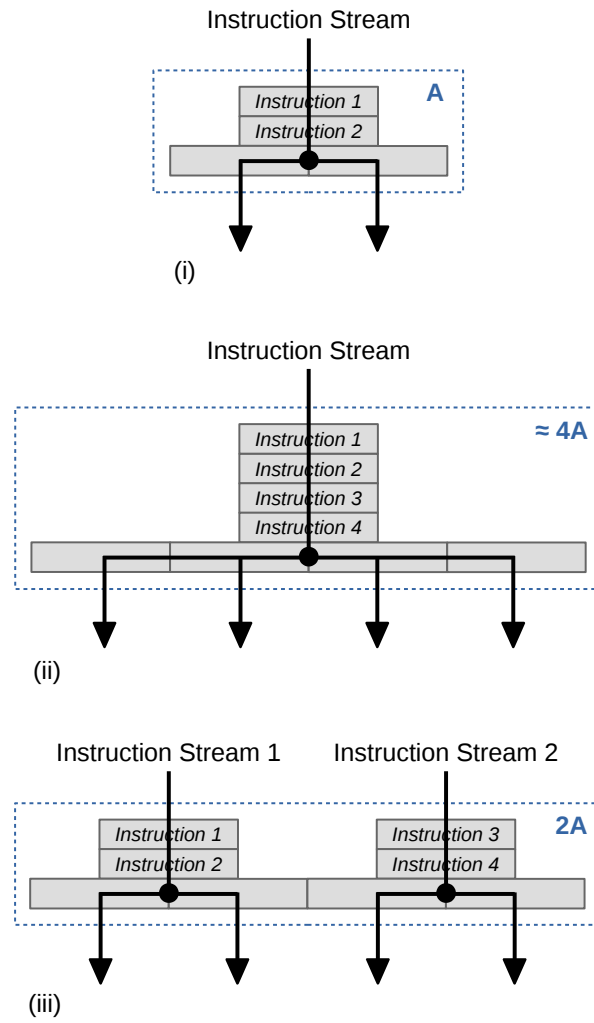 Instruction Stream
A
Instruction 1
Instruction 2
(i)
Instruction Stream
≈ 4A
Instruction 1
Instruction 2
Instruction 3
Instruction 4
(ii)
Instruction Stream 1 Instruction Stream 2
2A
Instruction 1 Instruction 3
Instruction 2 Instruction 4
(iii)